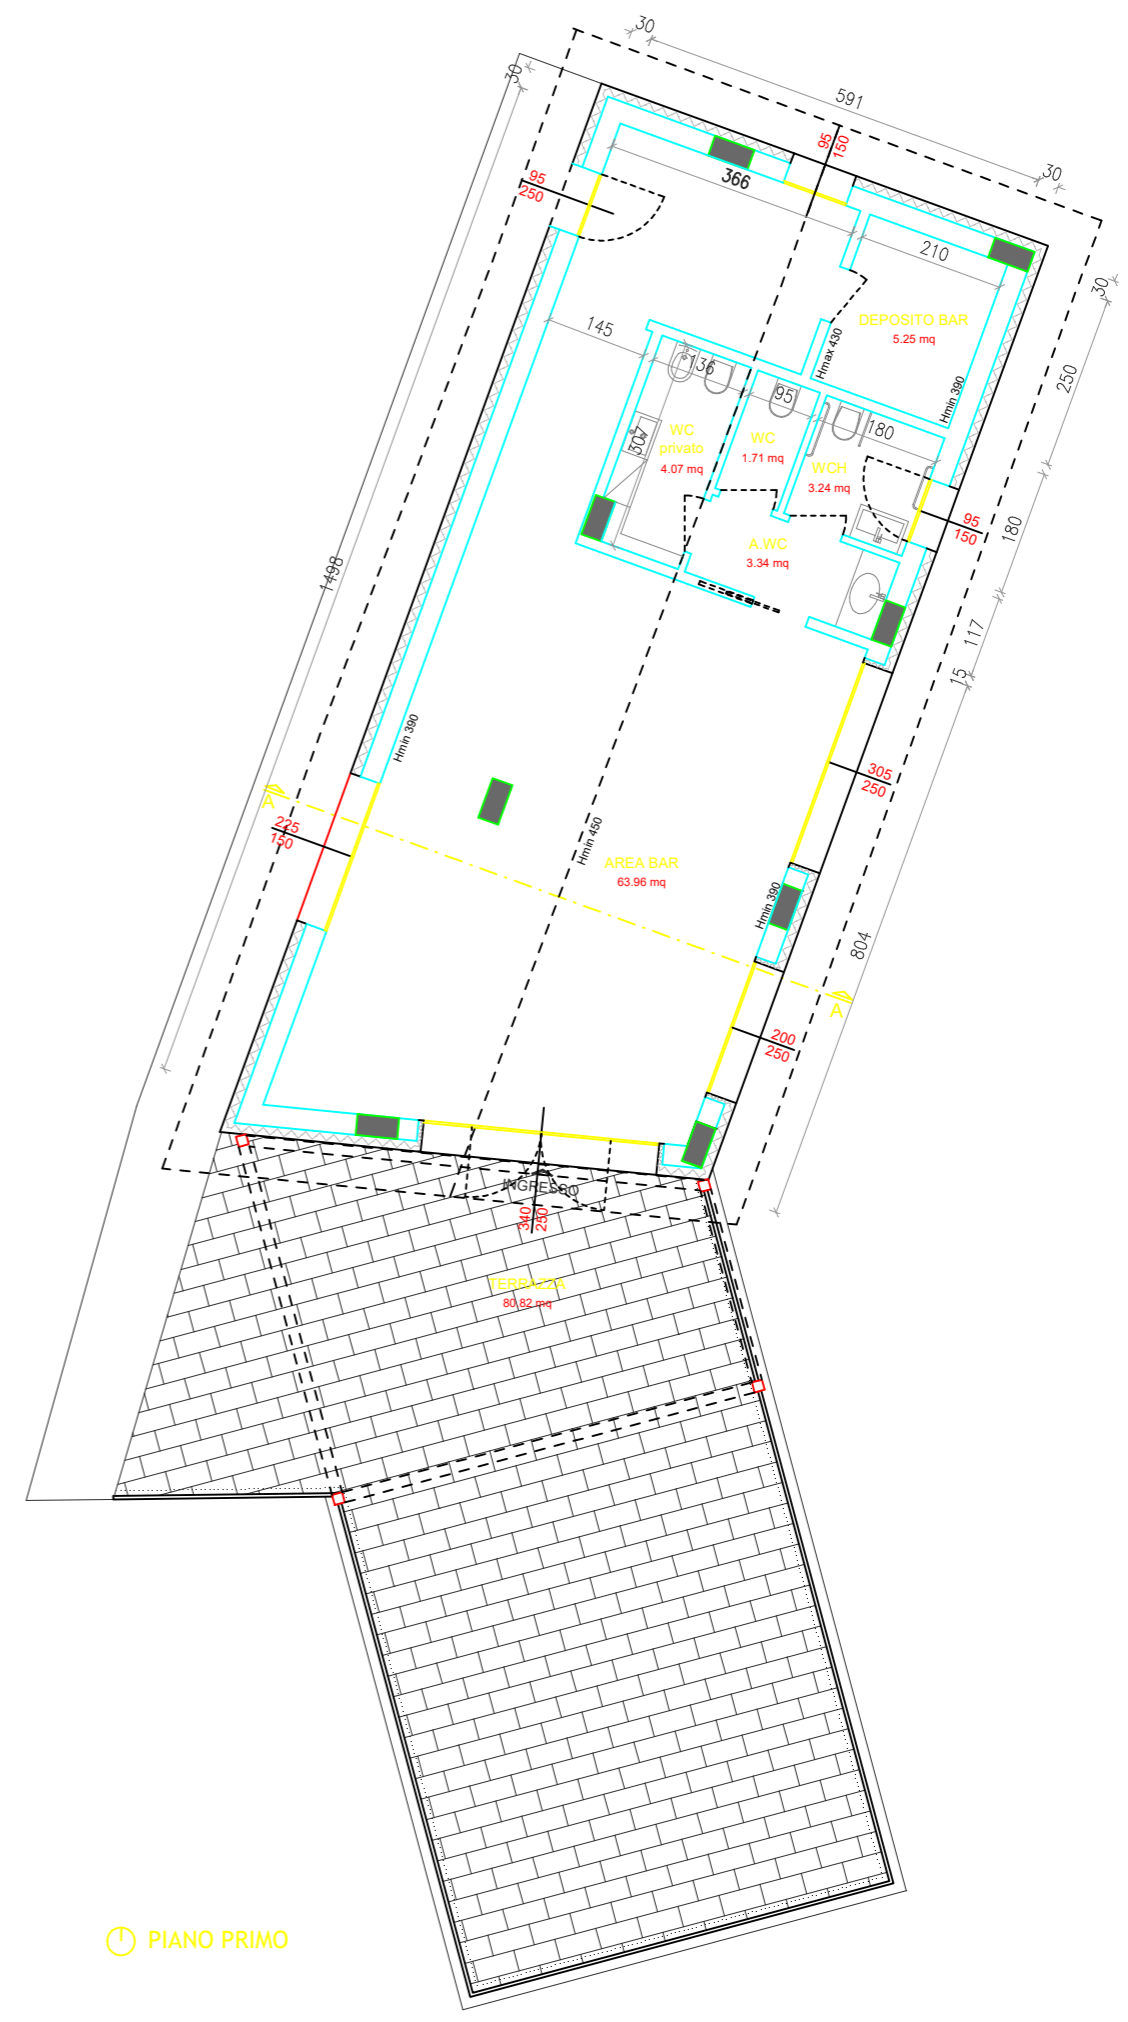 30
591
30
30
95
150
366
95
250
210
30
DEPOSITO BAR
5.25 mq
145
Hmax 430
136
250
95
Hmin 390
180
307
WC
privato
4.07 mq
WC
1.71 mq
WCH
3.24 mq
95
150
180
A.WC
3.34 mq
1498
117
15
Hmin 390
305
250
A
225
150
Hmin 450
AREA BAR
63.96 mq
Hmin 390
804
A
200
250
INGRESSO
340
250
TERRAZZA
80.82 mq
PIANO PRIMO